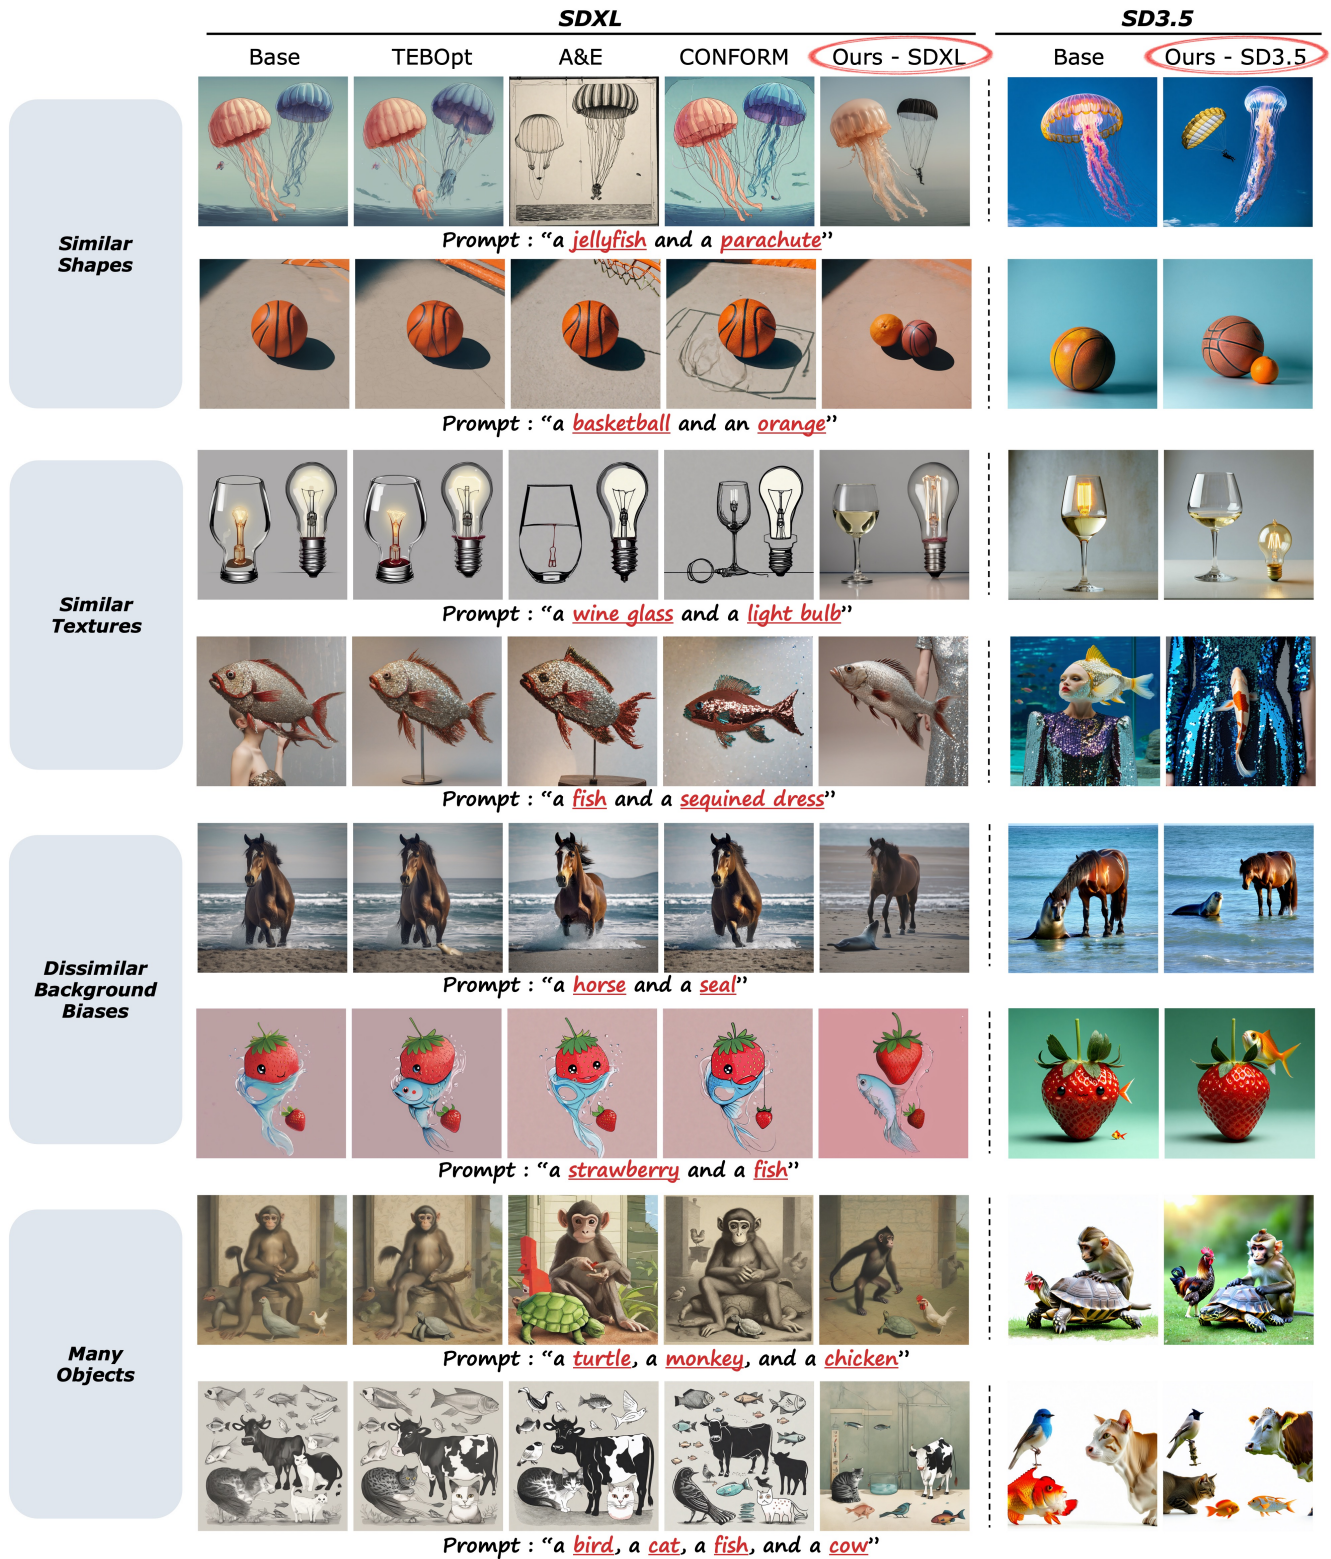 SDXL
SD3.5
Base
TEBOpt
A&E
CONFORM
Ours - SDXL
Base
Ours - SD3.5
Similar
Shapes
Prompt : “a jellyfish and a parachute”
Prompt : “a basketball and an orange”
Similar
Textures
Prompt : “a wine glass and a light bulb”
Prompt : “a fish and a sequined dress”
Dissimilar
Background
Biases
Prompt : “a horse and a seal”
Prompt : “a strawberry and a fish”
Many
Objects
Prompt : “a turtle, a monkey, and a chicken”
Prompt : “a bird, a cat, a fish, and a cow”